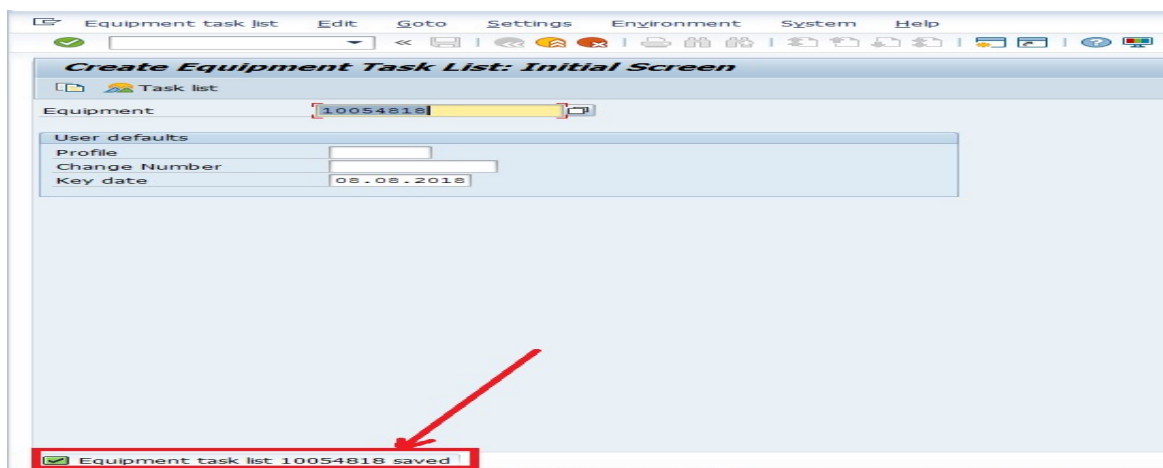 Equipment task list Edit Goto Settings Environment System Help
Create Equipment Task List: Initial Screen
Task list
Equipment 10054818
User defaults
Profile
Change Number
Key date 08.08.2018
Equipment task list 10054818 saved